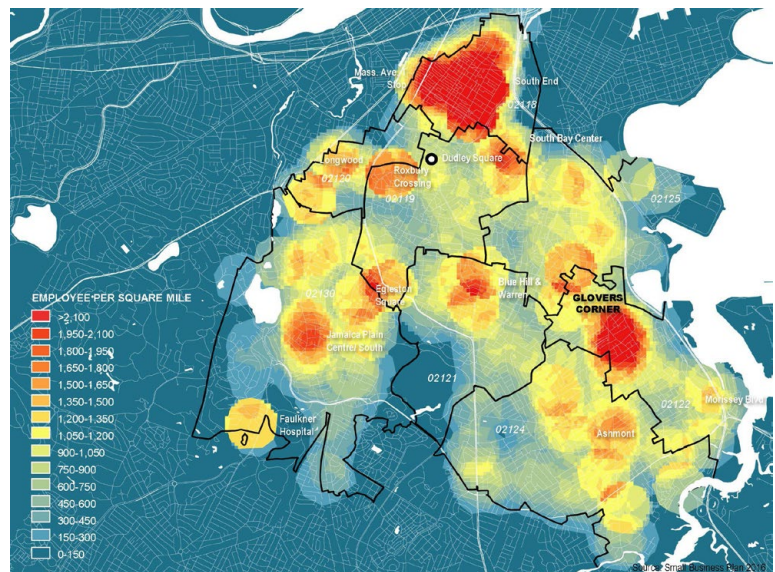 Mass. Ave
Stop
South End
02118
South Bay Center
Longwood
02120
Roxbury
Crossing
Dudley Square
02119
02125
EMPLOYEE PER SQUARE MILE
>2,100
1,950-2,100
1,800-1,950
1,650-1,800
1,500-1,650
1,350-1,500
1,200-1,350
1,050-1,200
900-1,050
750-900
600-750
450-600
300-450
150-300
0-150
02130
Egleston
Square
Blue Hill &
Warren
GLOVERS
CORNER
Jamaica Plain
Center/ South
02121
02122
Morissey Blvd
Faulkner
Hospital
02124
Ashmont
Source: Small Business Plan 2016